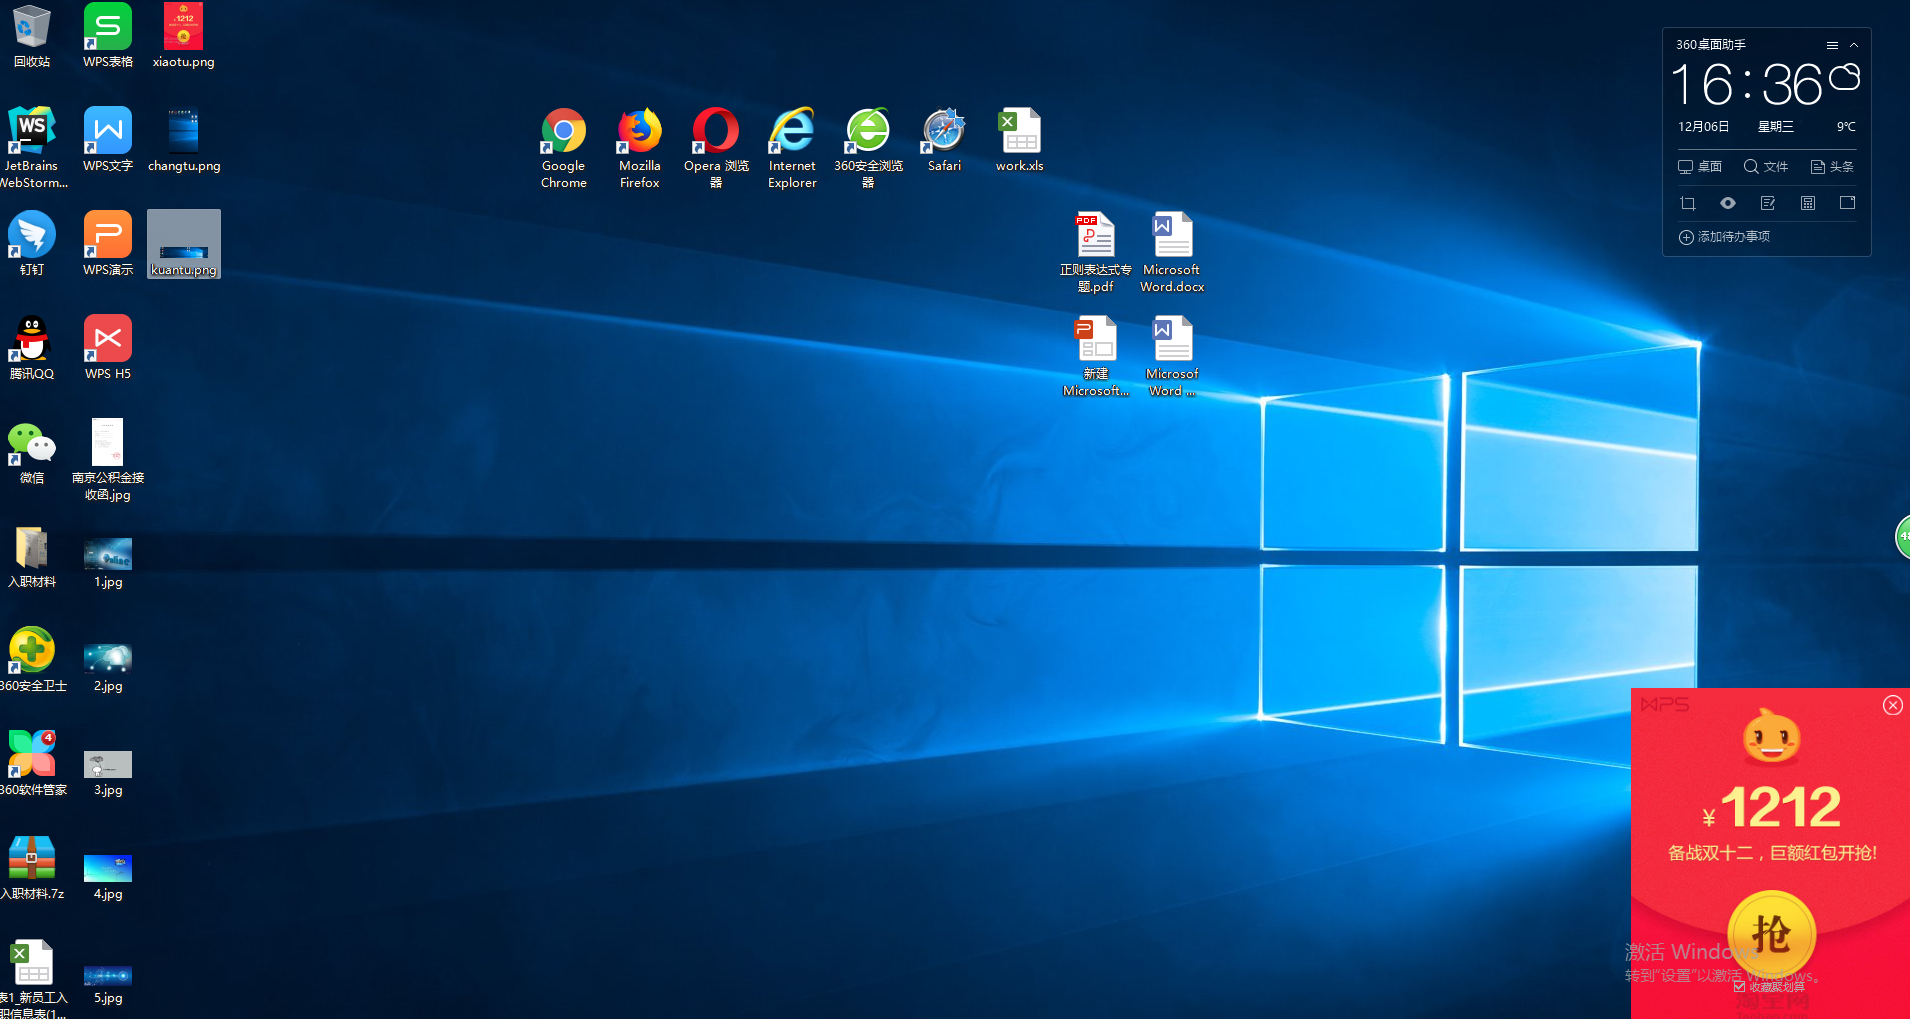 回收站
WPS表格
xiaotu.png
JetBrains
WebStorm...
WPS文字
changtu.png
Google
Chrome
Mozilla
Firefox
Opera 浏览
器
Internet
Explorer
360安全浏览
器
Safari
work.xls
钉钉
WPS演示
kuantu.png
PDF
正则表达式专
题.pdf
Microsoft
Word.docx
腾讯QQ
WPS H5
新建
Microsoft...
Microsof
Word ...
微信
南京公积金接
收函.jpg
入职材料
1.jpg
360安全卫士
2.jpg
4
360软件管家
3.jpg
入职材料.7z
4.jpg
表1_新员工入
职信息表(1...
5.jpg
360桌面助手
16:36
12月06日 星期三 9℃
桌面 文件 头条
添加待办事项
48
WPS
¥1212
备战双十二，巨额红包开抢!
抢
激活 Windows
转到"设置"以激活 Windows。
收藏聚划算
淘宝网